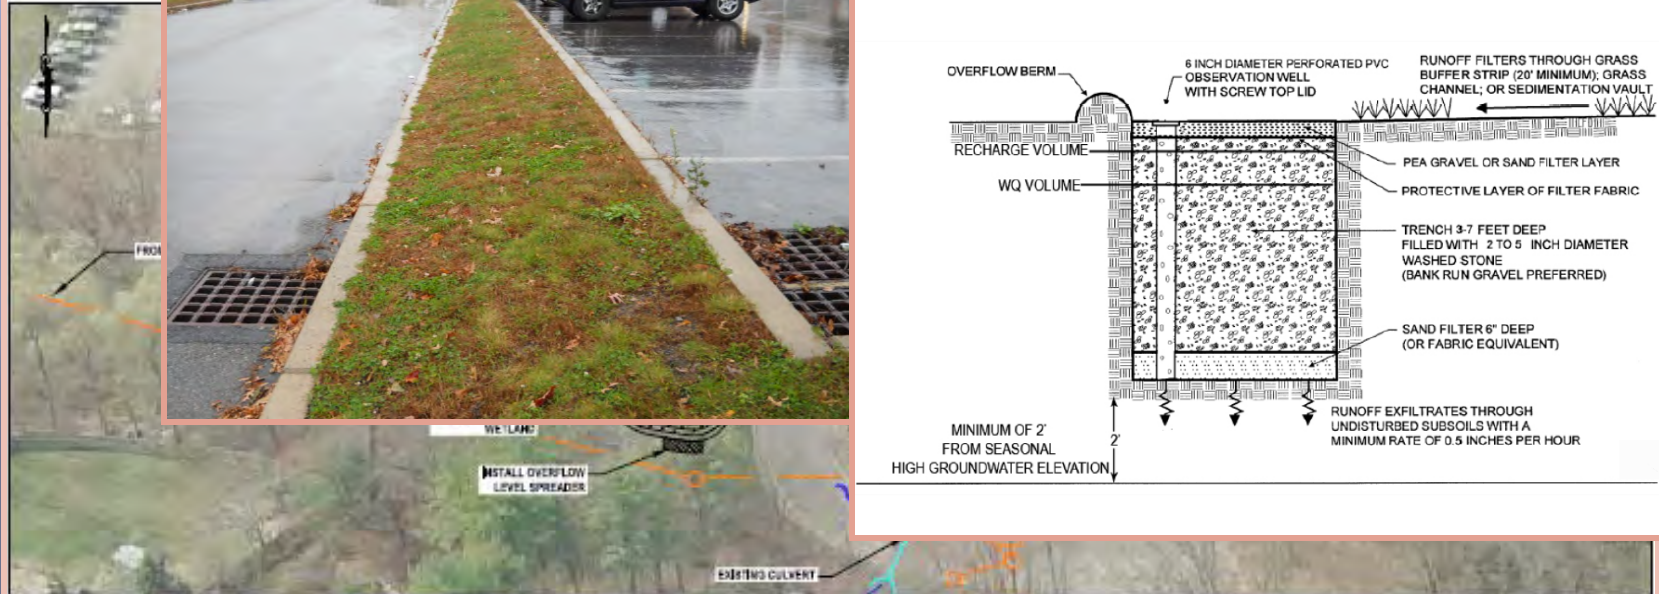 OVERFLOW BERM
6 INCH DIAMETER PERFORATED PVC
OBSERVATION WELL
WITH SCREW TOP LID
RUNOFF FILTERS THROUGH GRASS
BUFFER STRIP (20' MINIMUM); GRASS
CHANNEL; OR SEDIMENTATION VAULT
RECHARGE VOLUME
WQ VOLUME
PEA GRAVEL OR SAND FILTER LAYER
PROTECTIVE LAYER OF FILTER FABRIC
TRENCH 3-7 FEET DEEP
FILLED WITH 2 TO 5 INCH DIAMETER
WASHED STONE
(BANK RUN GRAVEL PREFERRED)
SAND FILTER 6" DEEP
(OR FABRIC EQUIVALENT)
RUNOFF EXFILTRATES THROUGH
UNDISTURBED SUBSOILS WITH A
MINIMUM RATE OF 0.5 INCHES PER HOUR
MINIMUM OF 2'
FROM SEASONAL
HIGH GROUNDWATER ELEVATION
2'
WETLAND
INSTALL OVERFLOW
LEVEL SPREADER
EXISTING CULVERT